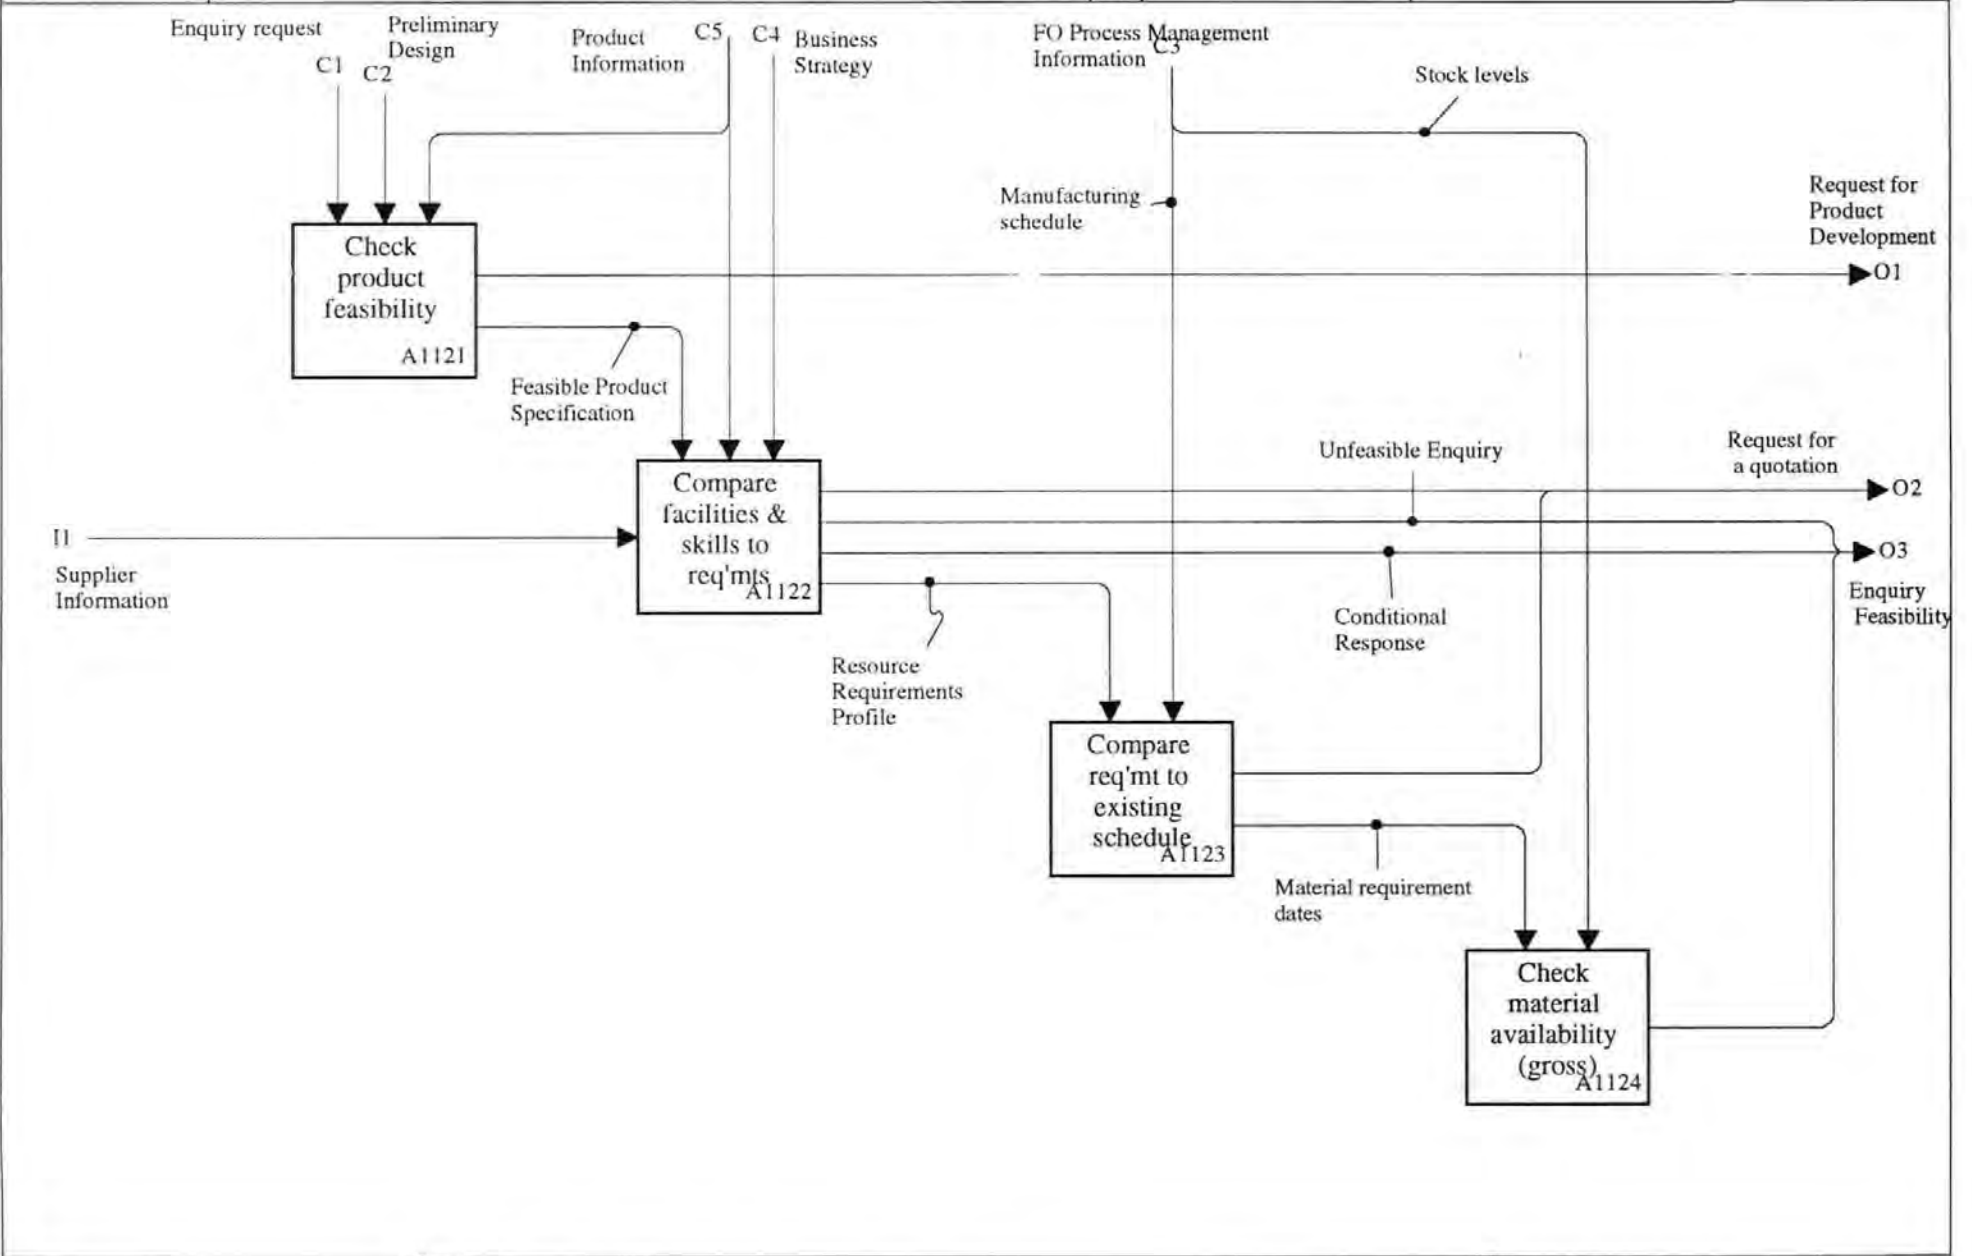 Enquiry request
C1
Preliminary
Design
C2
Product
Information
C5
C4
Business
Strategy
FO Process Management
Information
C3
Stock levels
Manufacturing
schedule
Request for
Product
Development
O1
Check
product
feasibility
A1121
Feasible Product
Specification
Unfeasible Enquiry
Request for
a quotation
O2
I1
Supplier
Information
Compare
facilities &
skills to
req'mts
A1122
O3
Enquiry
Feasibility
Conditional
Response
Resource
Requirements
Profile
Compare
req'mt to
existing
schedule
A1123
Material requirement
dates
Check
material
availability
(gross)
A1124